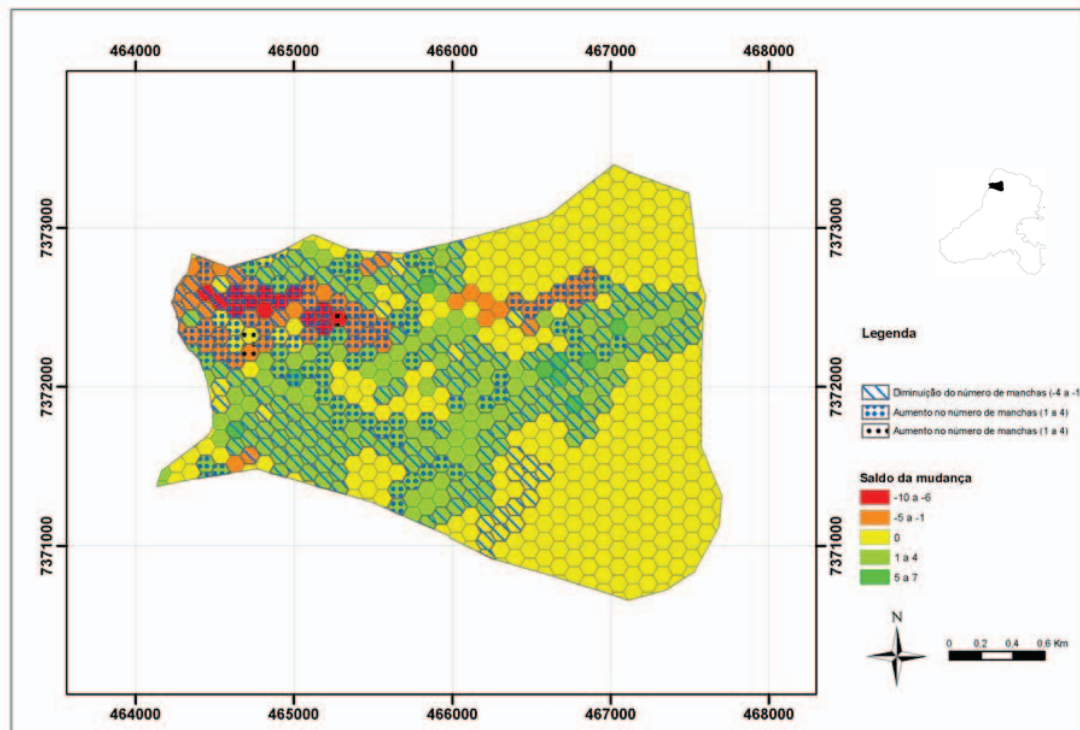 464000 465000 466000 467000 468000
7373000 7373000
7372000 7372000
7371000 7371000
464000 465000 466000 467000 468000
Legenda
Diminuição do número de manchas (-4 a -1
Aumento no número de manchas (1 a 4)
Aumento no número de manchas (1 a 4)
Saldo da mudança
-10 a -6
-5 a -1
0
1 a 4
5 a 7
N
0 0.2 0.4 0.6 Km